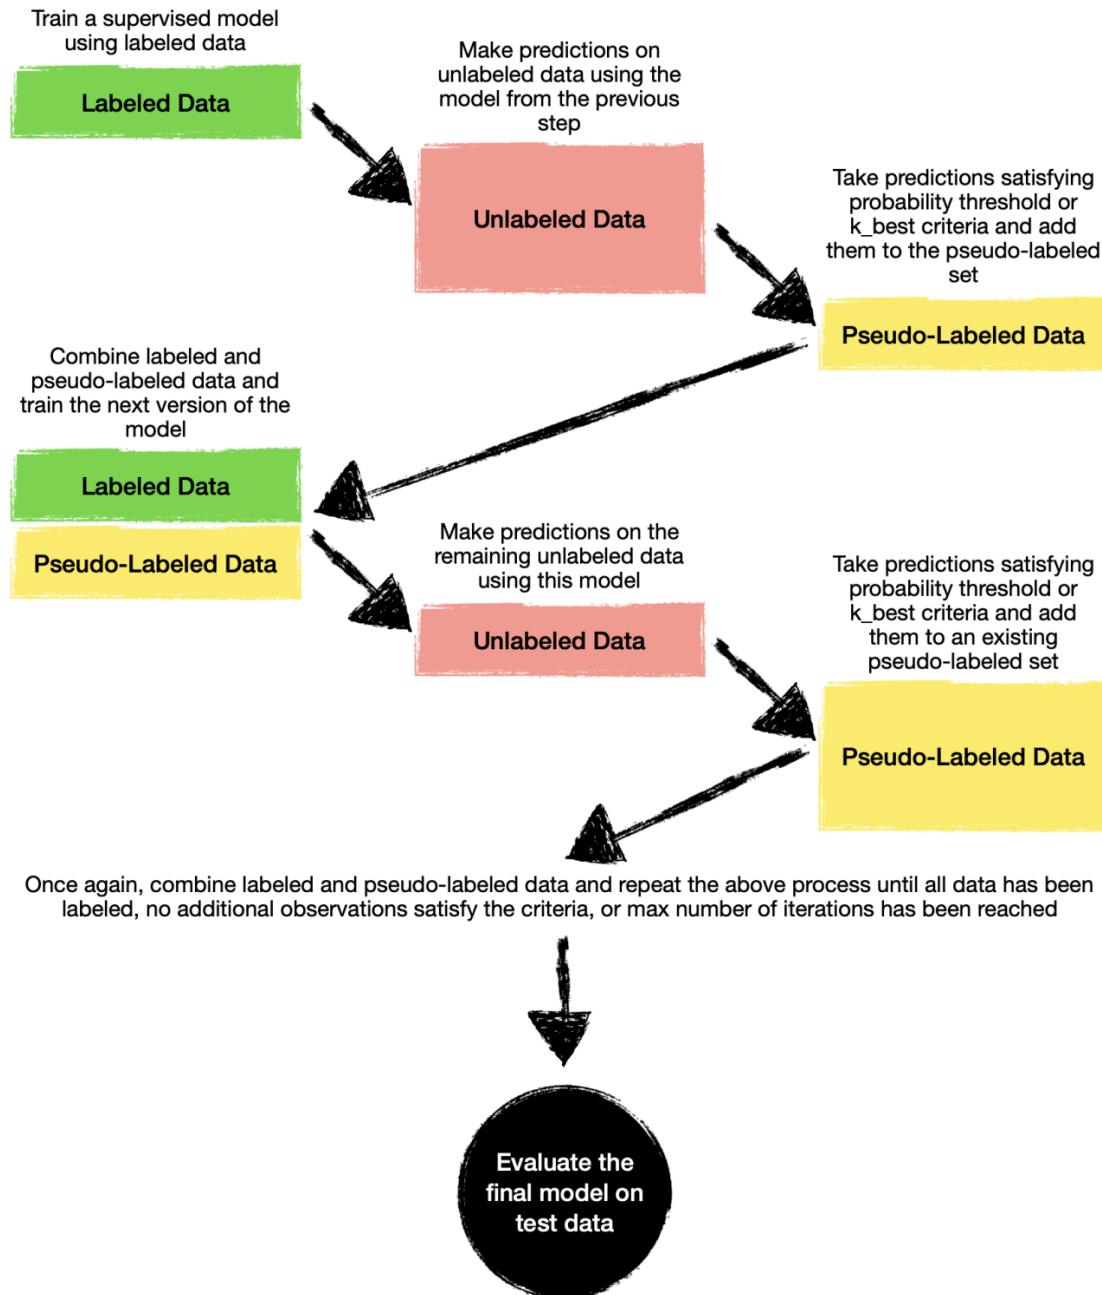 Train a supervised model
using labeled data
Labeled Data
Make predictions on
unlabeled data using the
model from the previous
step
Unlabeled Data
Take predictions satisfying
probability threshold or
k_best criteria and add
them to the pseudo-labeled
set
Pseudo-Labeled Data
Combine labeled and
pseudo-labeled data and
train the next version of the
model
Labeled Data
Pseudo-Labeled Data
Make predictions on the
remaining unlabeled data
using this model
Unlabeled Data
Take predictions satisfying
probability threshold or
k_best criteria and add
them to an existing
pseudo-labeled set
Pseudo-Labeled Data
Once again, combine labeled and pseudo-labeled data and repeat the above process until all data has been
labeled, no additional observations satisfy the criteria, or max number of iterations has been reached
Evaluate the
final model on
test data